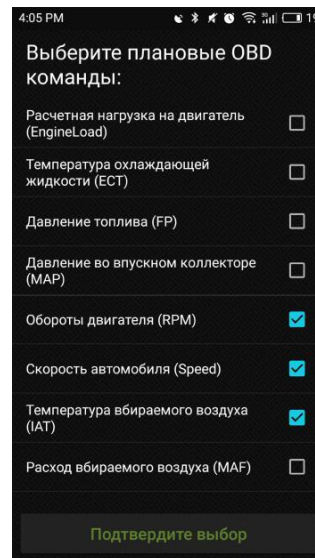 4:05 PM
Выберите плановые OBD
команды:
Расчетная нагрузка на двигатель
(EngineLoad)
Температура охлаждающей
жидкости (ECT)
Давление топлива (FP)
Давление во впускном коллекторе
(MAP)
Обороты двигателя (RPM)
Скорость автомобиля (Speed)
Температура вбираемого воздуха
(IAT)
Расход вбираемого воздуха (MAF)
Подтвердите выбор